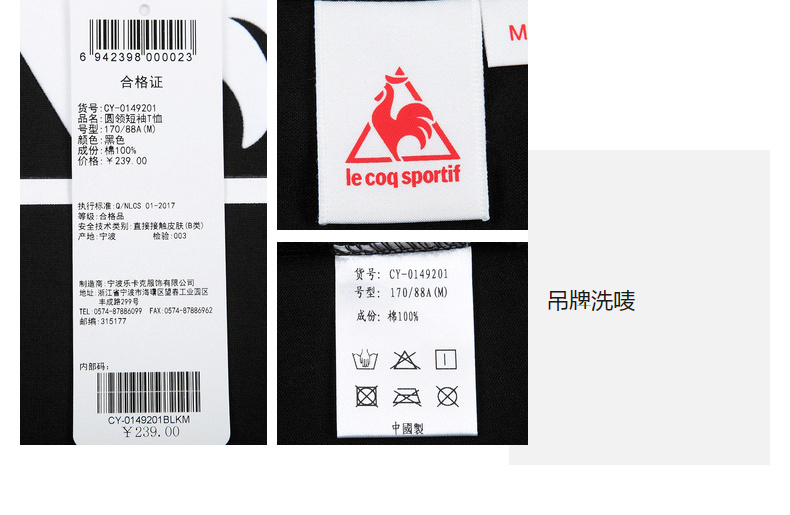 6 942398 000023
合格证
货号:CY-0149201
品名:圆领短袖T恤
号型:170/88A(M)
颜色:黑色
成份:棉100%
价格:￥239.00
执行标准:Q/NLCS 01-2017
等级:合格品
安全技术类别:直接接触皮肤(B类)
产地:宁波 检验:003
制造商:宁波乐卡克服饰有限公司
地址:浙江省宁波市海曙区望春工业园区
丰成路299号
TEL:0574-87886099 FAX:0574-87886962
邮编:315177
内部码:
CY-0149201BLKM
￥239.00
M
le coq sportif
货号: CY-0149201
号型: 170/88A(M)
成份: 棉100%
中國製
吊牌洗唛